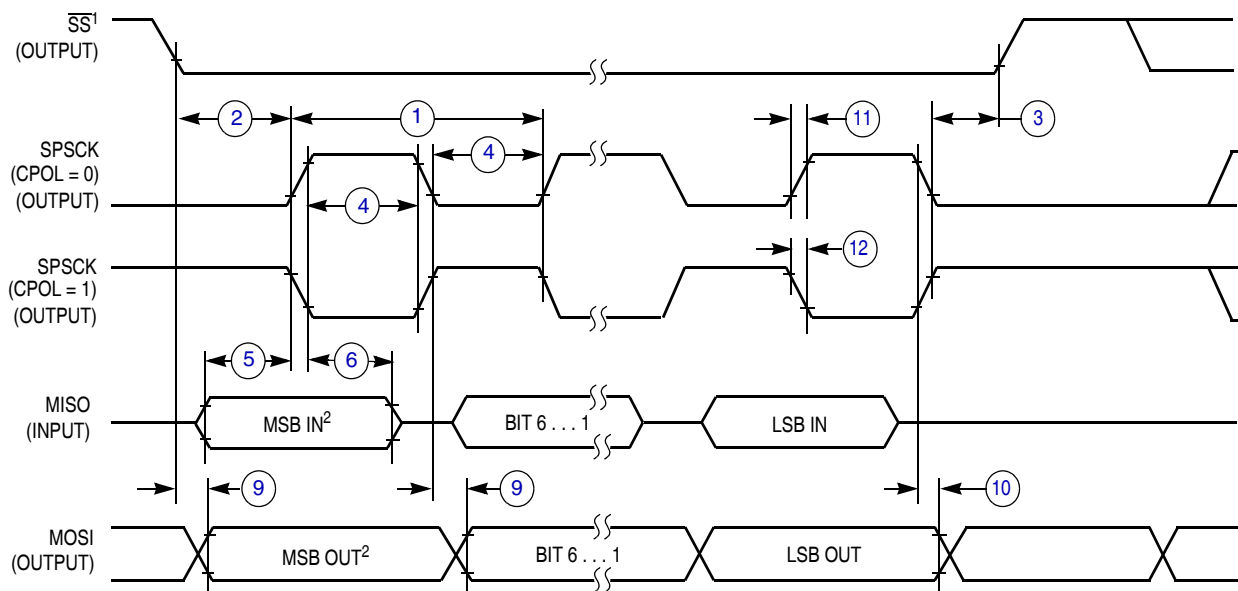 SS¹
(OUTPUT)
2
1
11
3
SPSCK
(CPOL = 0)
(OUTPUT)
4
4
SPSCK
(CPOL = 1)
(OUTPUT)
12
5
6
MISO
(INPUT)
MSB IN²
BIT 6 . . . 1
LSB IN
9
9
10
MOSI
(OUTPUT)
MSB OUT²
BIT 6 . . . 1
LSB OUT